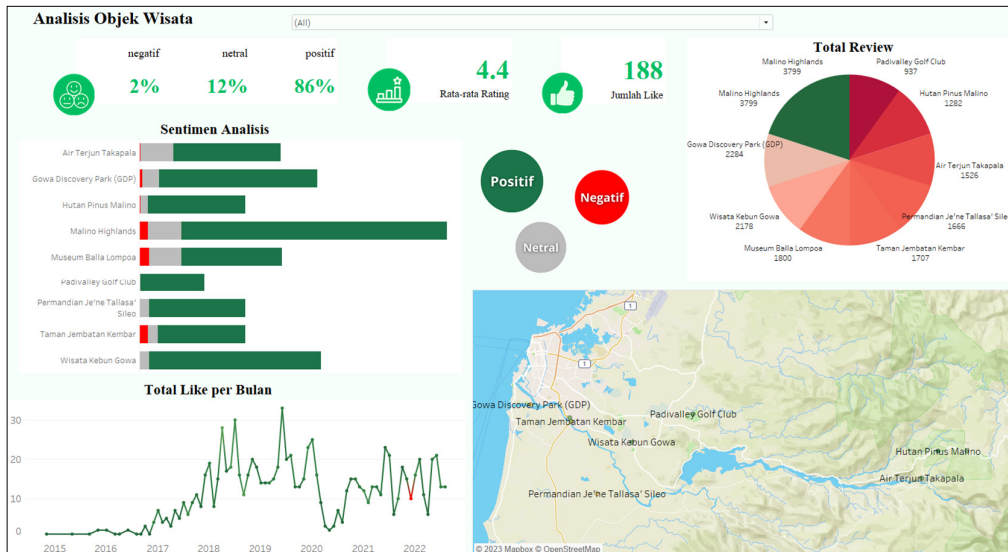 Analisis Objek Wisata
(All)
negatif
netral
positif
2%
12%
86%
4.4
Rata-rata Rating
188
Jumlah Like
Total Review
Malino Highlands
3799
Padivalley Golf Club
937
Malino Highlands
3799
Hutan Pinus Malino
1282
Gowa Discovery Park (GDP)
2284
Air Terjun Takapala
1526
Wisata Kebun Gowa
2178
Permandian Je'ne Tallasa' Sileo
1666
Museum Balla Lompoa
1800
Taman Jembatan Kembar
1707
Sentimen Analisis
Air Terjun Takapala
Gowa Discovery Park (GDP)
Hutan Pinus Malino
Malino Highlands
Museum Balla Lompoa
Padivalley Golf Club
Permandian Je'ne Tallasa'
Sileo
Taman Jembatan Kembar
Wisata Kebun Gowa
Positif
Negatif
Netral
Total Like per Bulan
30
20
10
0
2015
2016
2017
2018
2019
2020
2021
2022
1
1
Gowa Discovery Park (GDP)
Taman Jembatan Kembar
Padivalley Golf Club
Wisata Kebun Gowa
Hutan Pinus Malino
Air Terjun Takapala
Permandian Je'ne Tallasa' Sileo
© 2023 Mapbox © OpenStreetMap